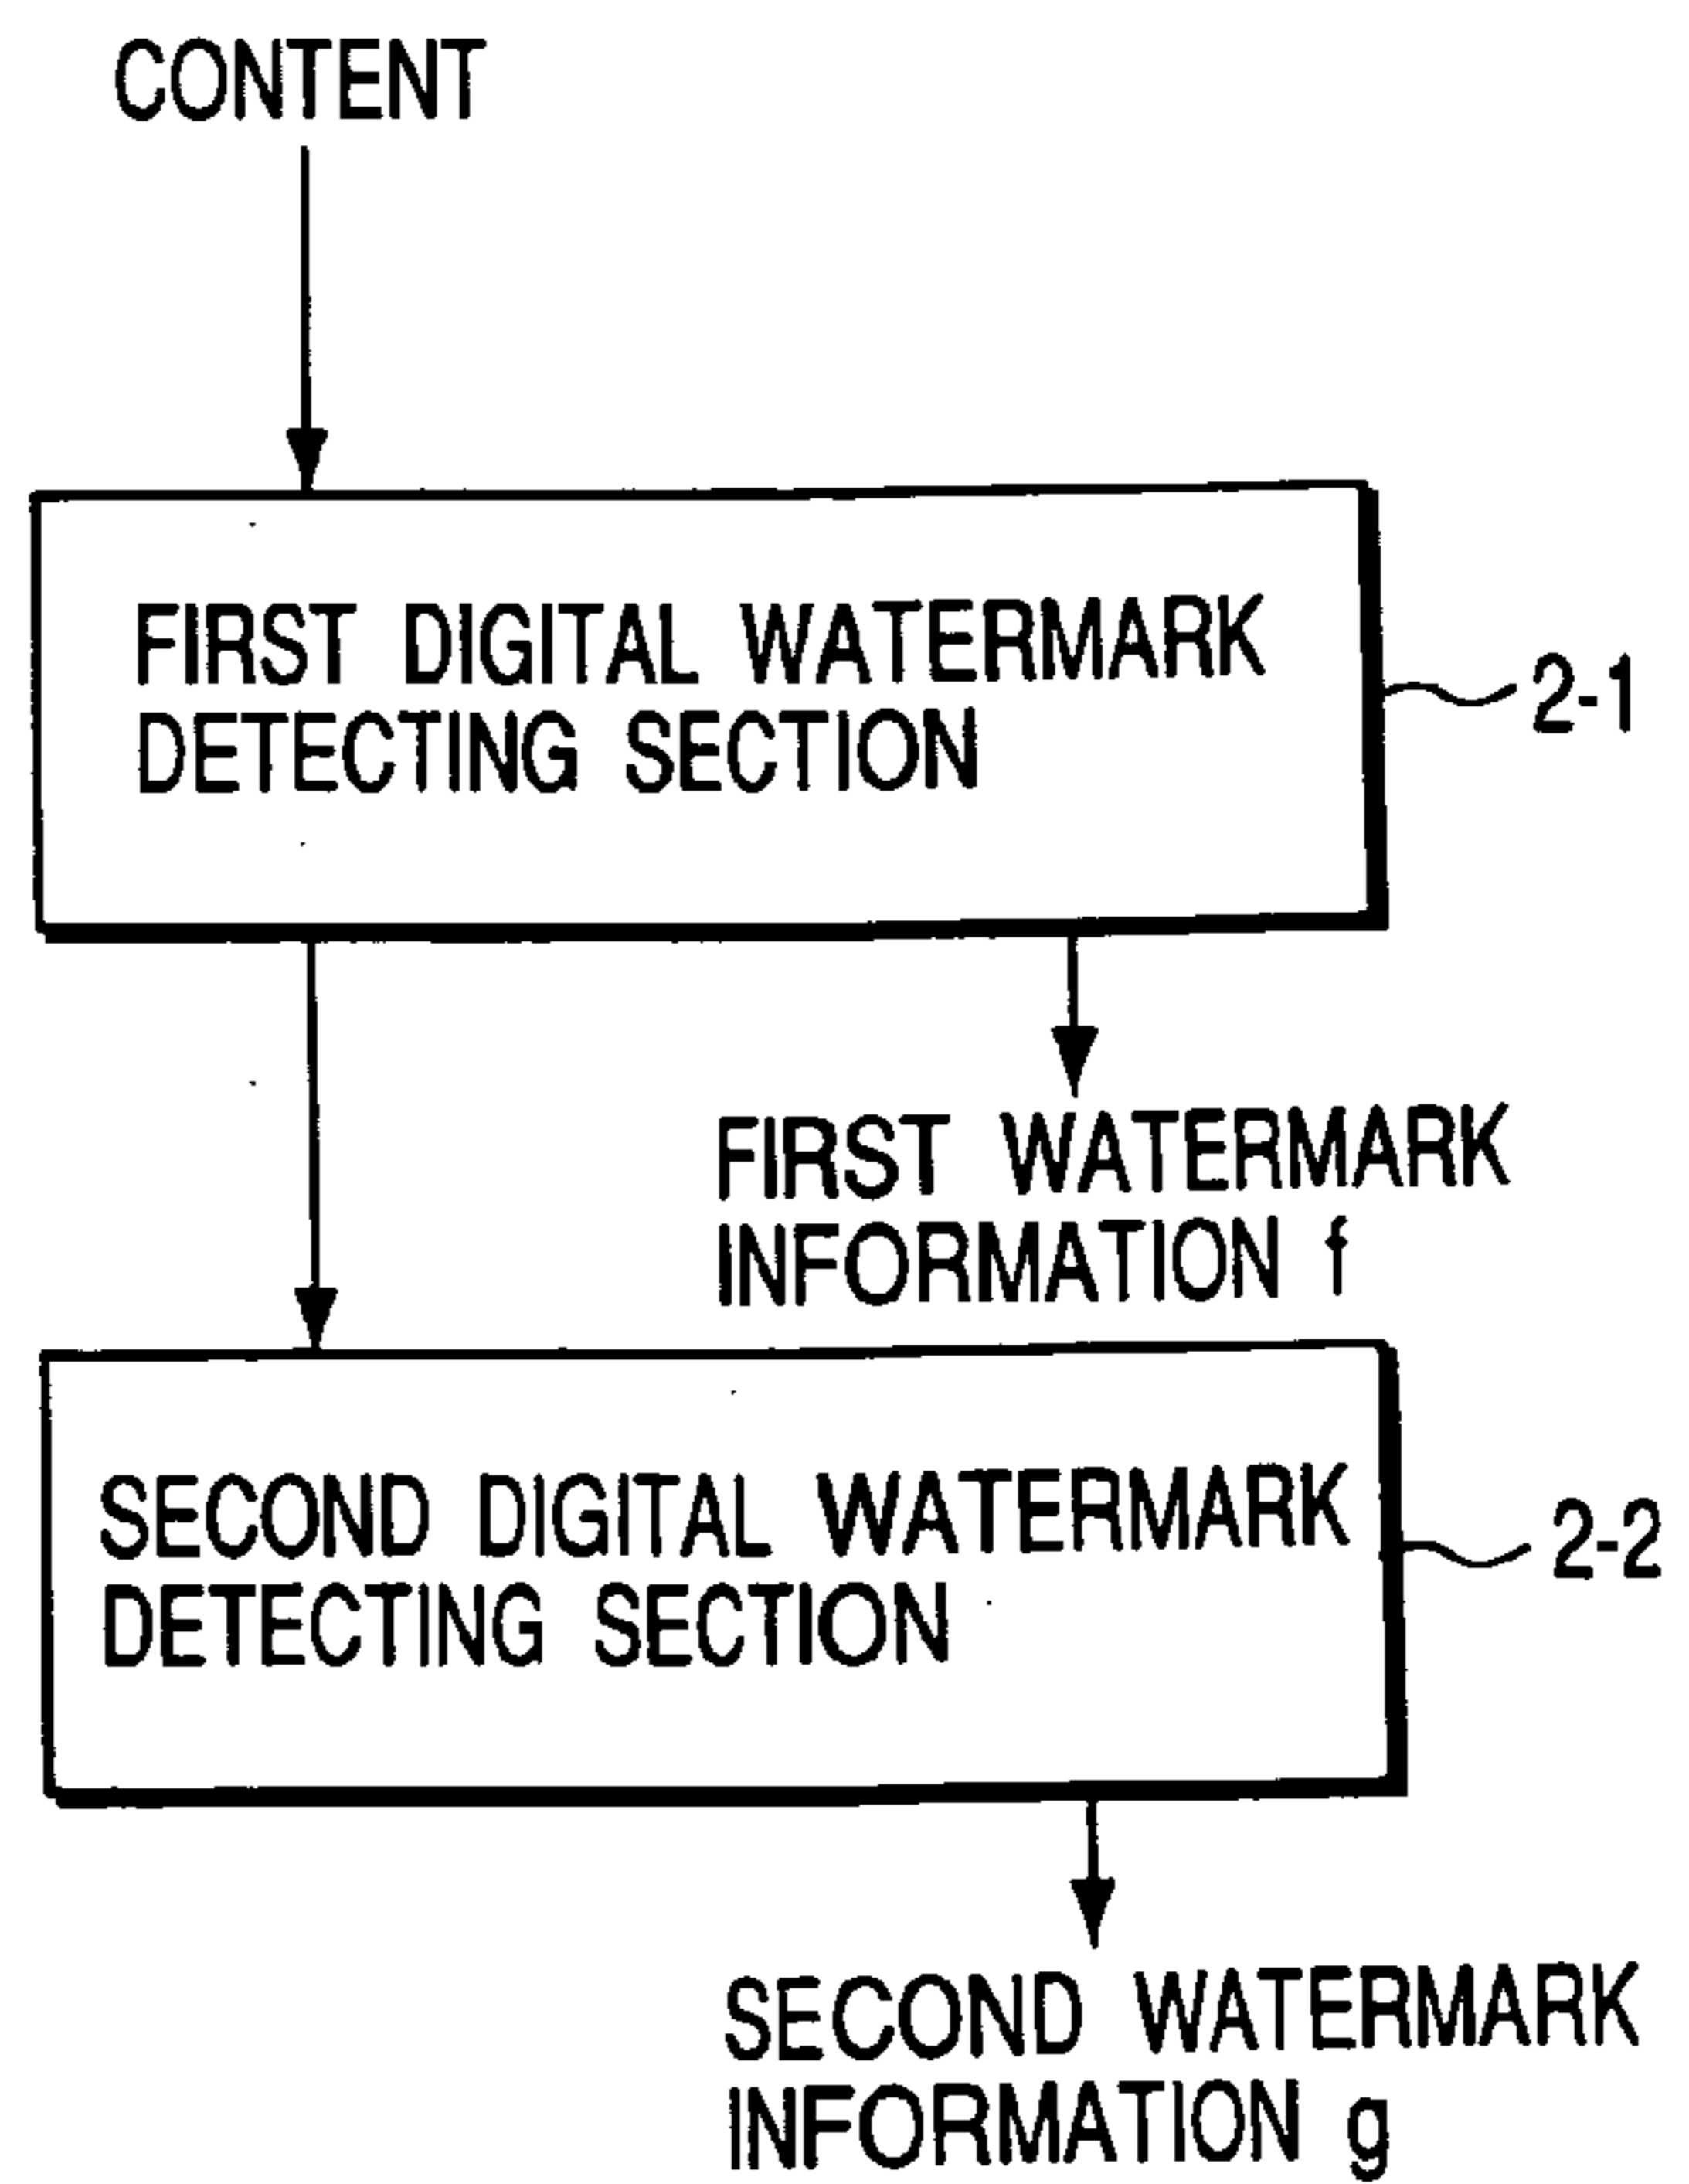 CONTENT
FIRST DIGITAL WATERMARK
DETECTING SECTION
2-1
FIRST WATERMARK
INFORMATION f
SECOND DIGITAL WATERMARK
DETECTING SECTION
2-2
SECOND WATERMARK
INFORMATION g